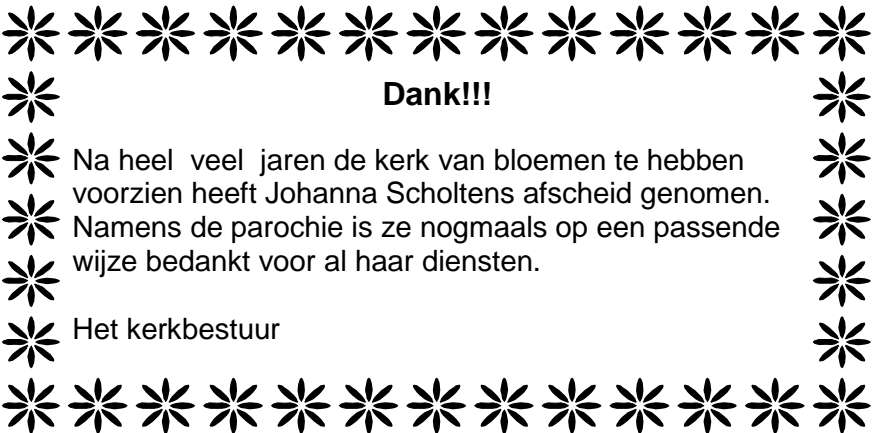 Dank!!!
Na heel veel jaren de kerk van bloemen te hebben
voorzien heeft Johanna Scholtens afscheid genomen.
Namens de parochie is ze nogmaals op een passende
wijze bedankt voor al haar diensten.
Het kerkbestuur